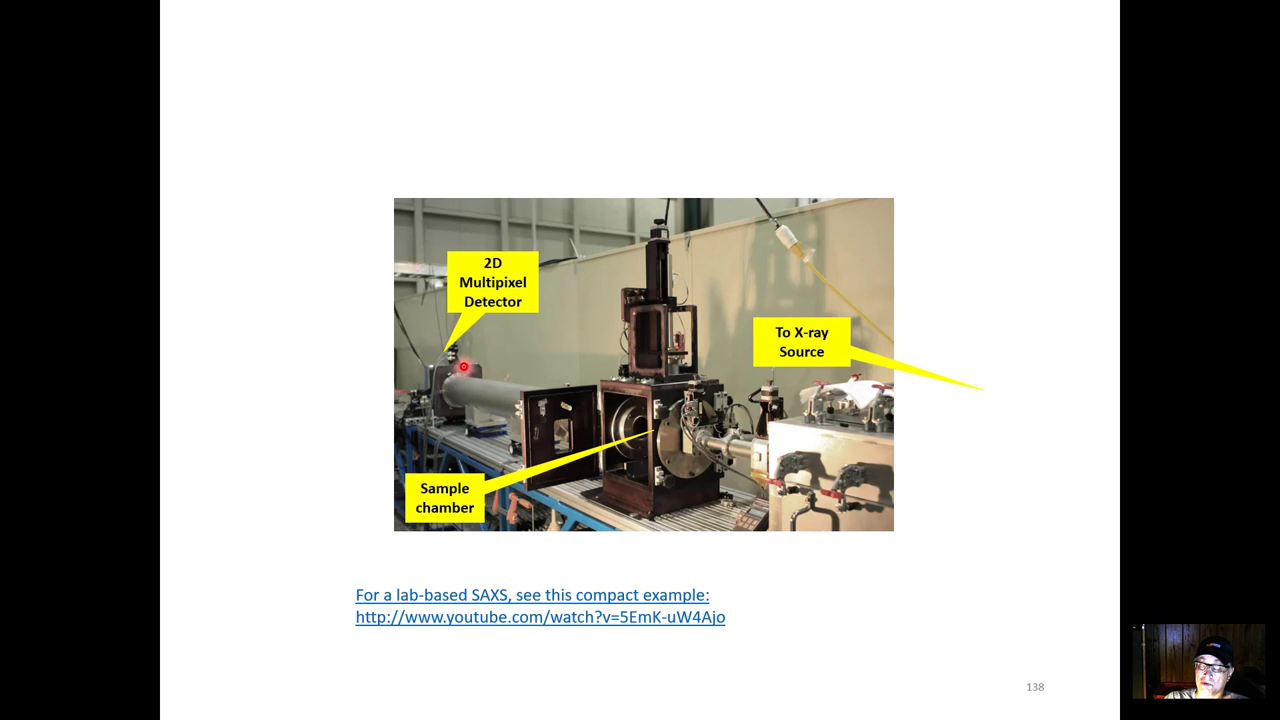 2D
Multipixel
Detector
To X-ray
Source
Sample
chamber
For a lab-based SAXS, see this compact example:
http://www.youtube.com/watch?v=5EmK-uW4Ajo
138